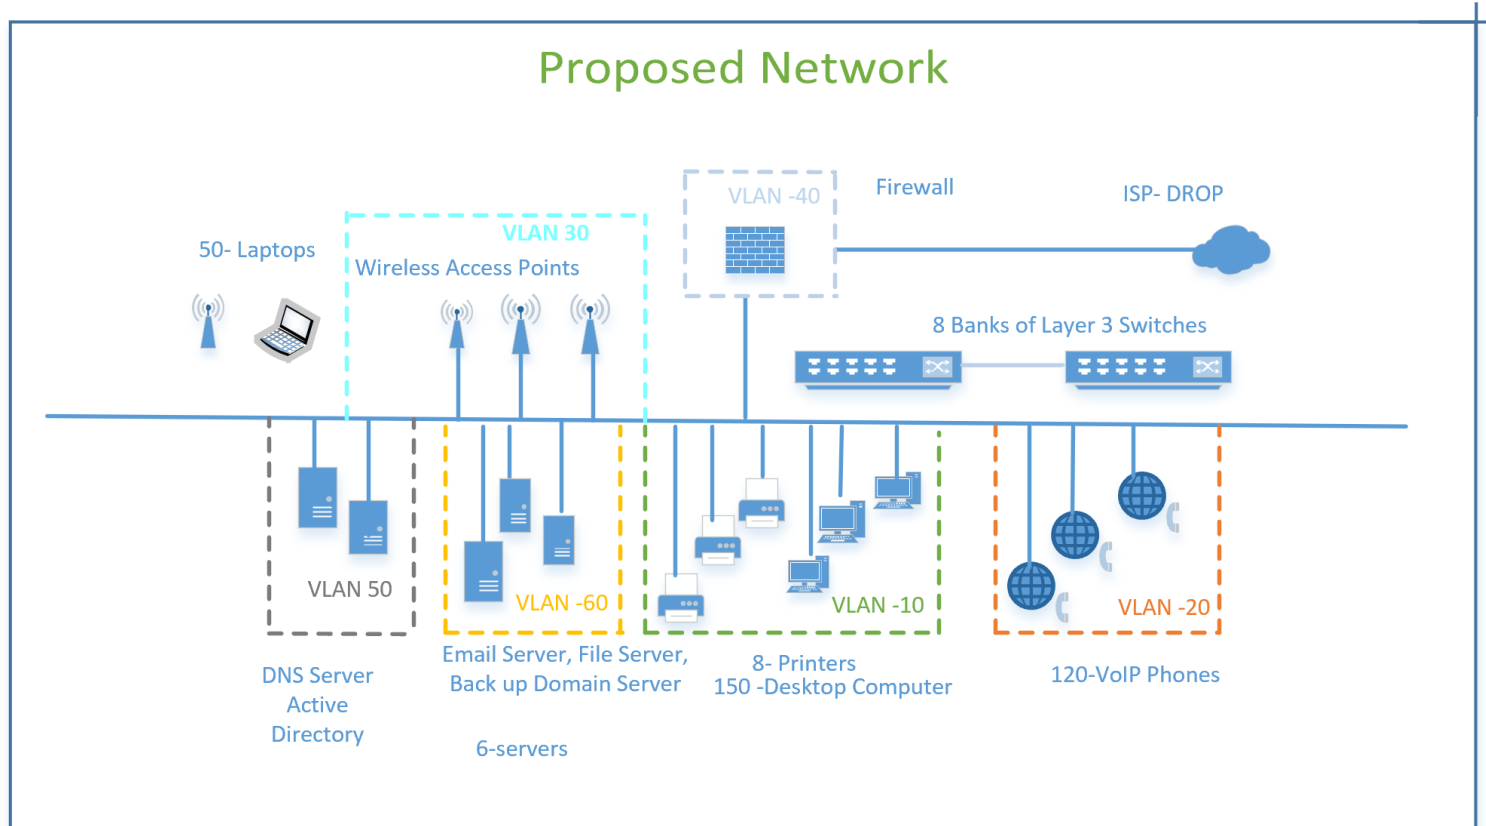 Proposed Network
VLAN -40
Firewall
ISP- DROP
VLAN 30
50- Laptops
Wireless Access Points
8 Banks of Layer 3 Switches
VLAN 50
VLAN -60
VLAN -10
VLAN -20
DNS Server
Active
Directory
Email Server, File Server,
Back up Domain Server
6-servers
8- Printers
150 -Desktop Computer
120-VoIP Phones